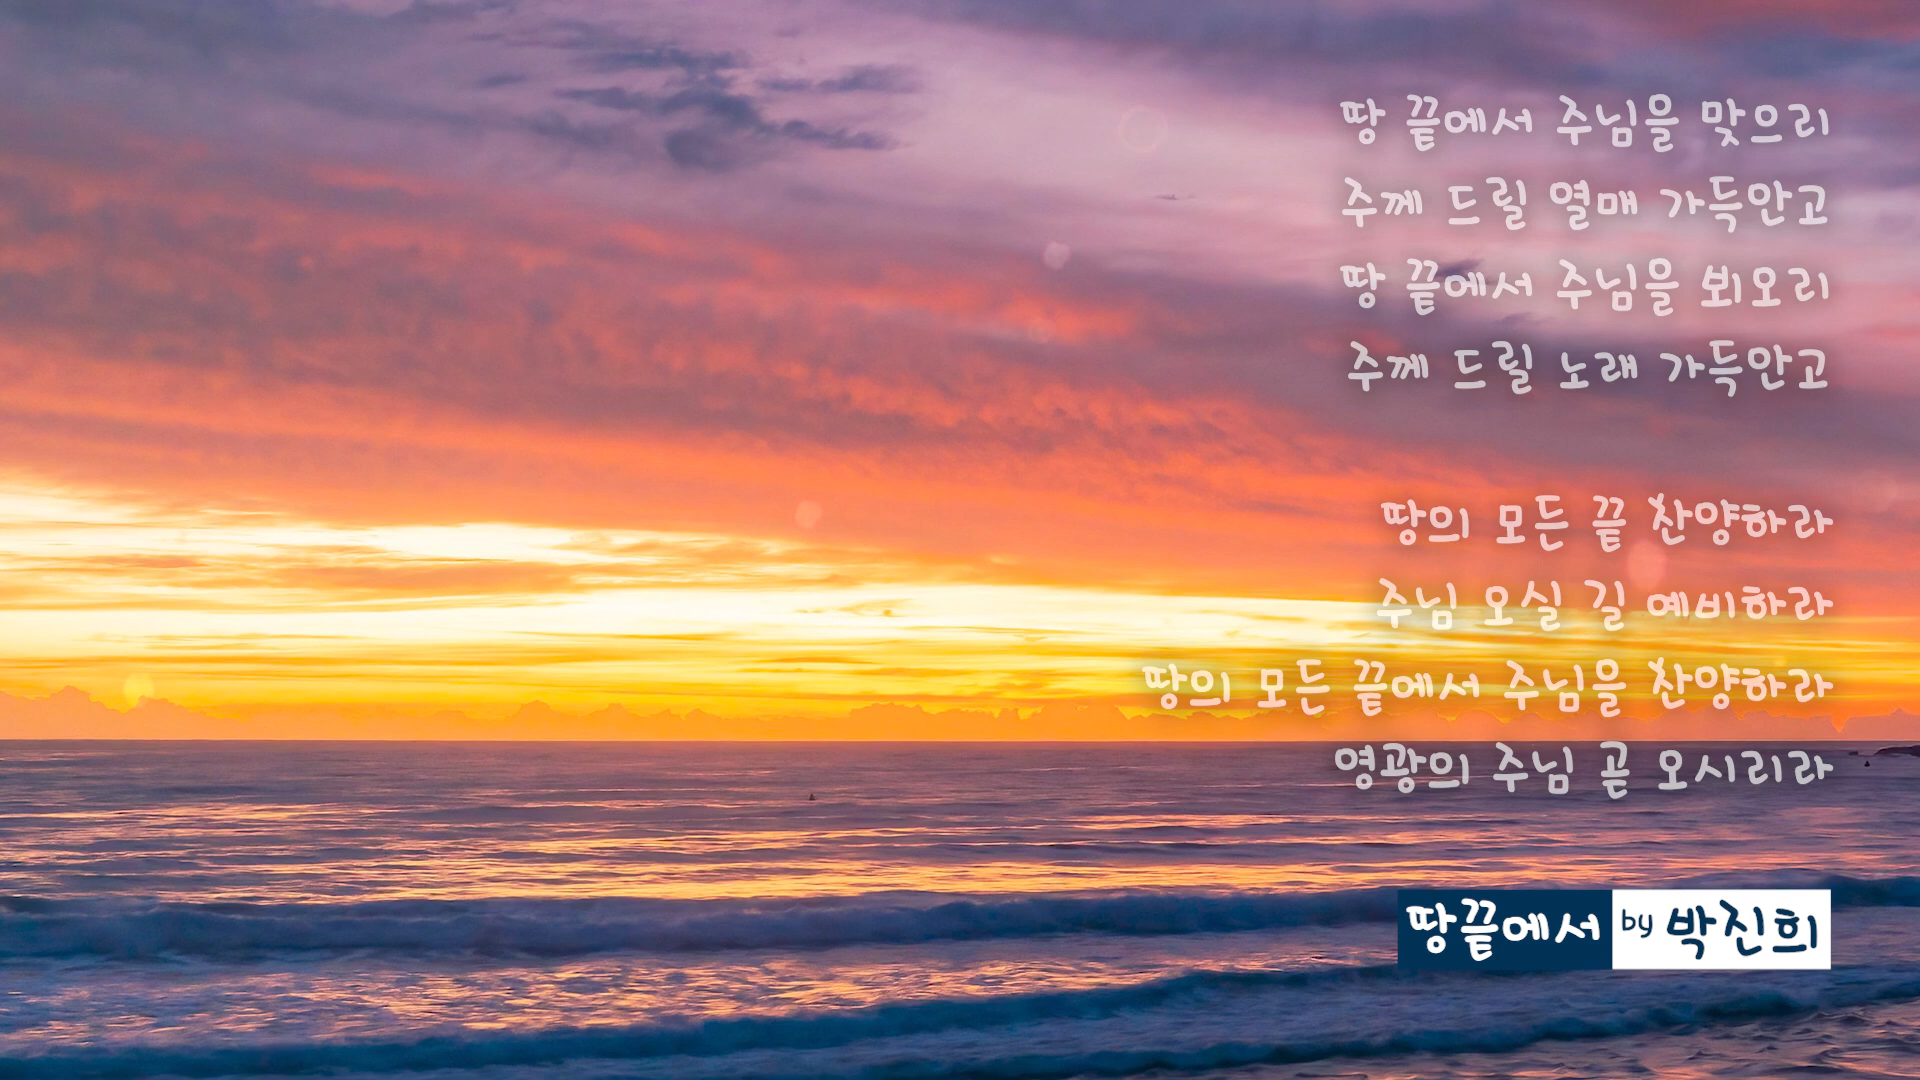 땅 끝에서 주님을 맞으리
주께 드릴 열매 가득안고
땅 끝에서 주님을 뵈오리
주께 드릴 노래 가득안고
땅의 모든 끝 찬양하라
주님 오실 길 예비하라
땅의 모든 끝에서 주님을 찬양하라
영광의 주님 곧 오시리라
땅끝에서 by 박진희